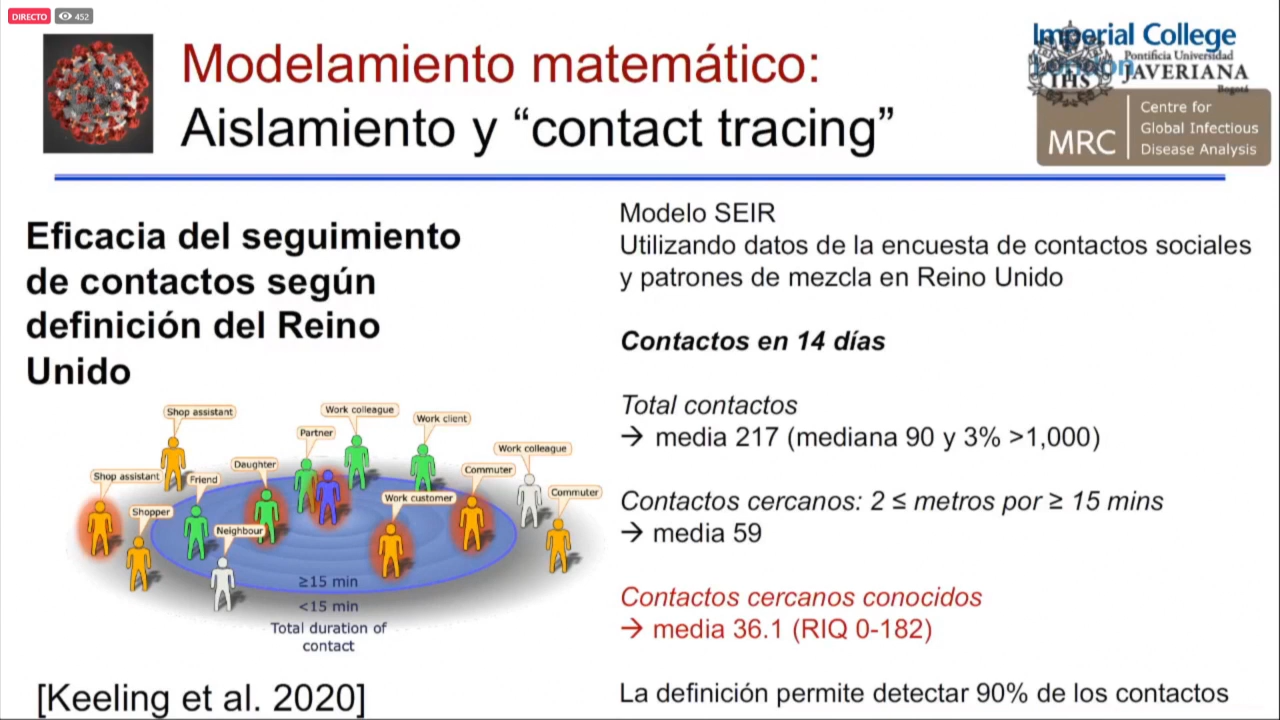 DIRECTO
452
Modelamiento matemático:
Aislamiento y “contact tracing”
Imperial College
London
Pontificia Universidad
JAVERIANA
Bogotá
IHS
MRC
Centre for
Global Infectious
Disease Analysis
Eficacia del seguimiento
de contactos según
definición del Reino
Unido
Shop assistant
Work colleague
Work client
Partner
Work colleague
Daughter
Commuter
Shop assistant
Friend
Commuter
Work customer
Shopper
Neighbour
≥15 min
<15 min
Total duration of
contact
[Keeling et al. 2020]
Modelo SEIR
Utilizando datos de la encuesta de contactos sociales
y patrones de mezcla en Reino Unido
Contactos en 14 días
Total contactos
→ media 217 (mediana 90 y 3% >1,000)
Contactos cercanos: 2 ≤ metros por ≥ 15 mins
→ media 59
Contactos cercanos conocidos
→ media 36.1 (RIQ 0-182)
La definición permite detectar 90% de los contactos